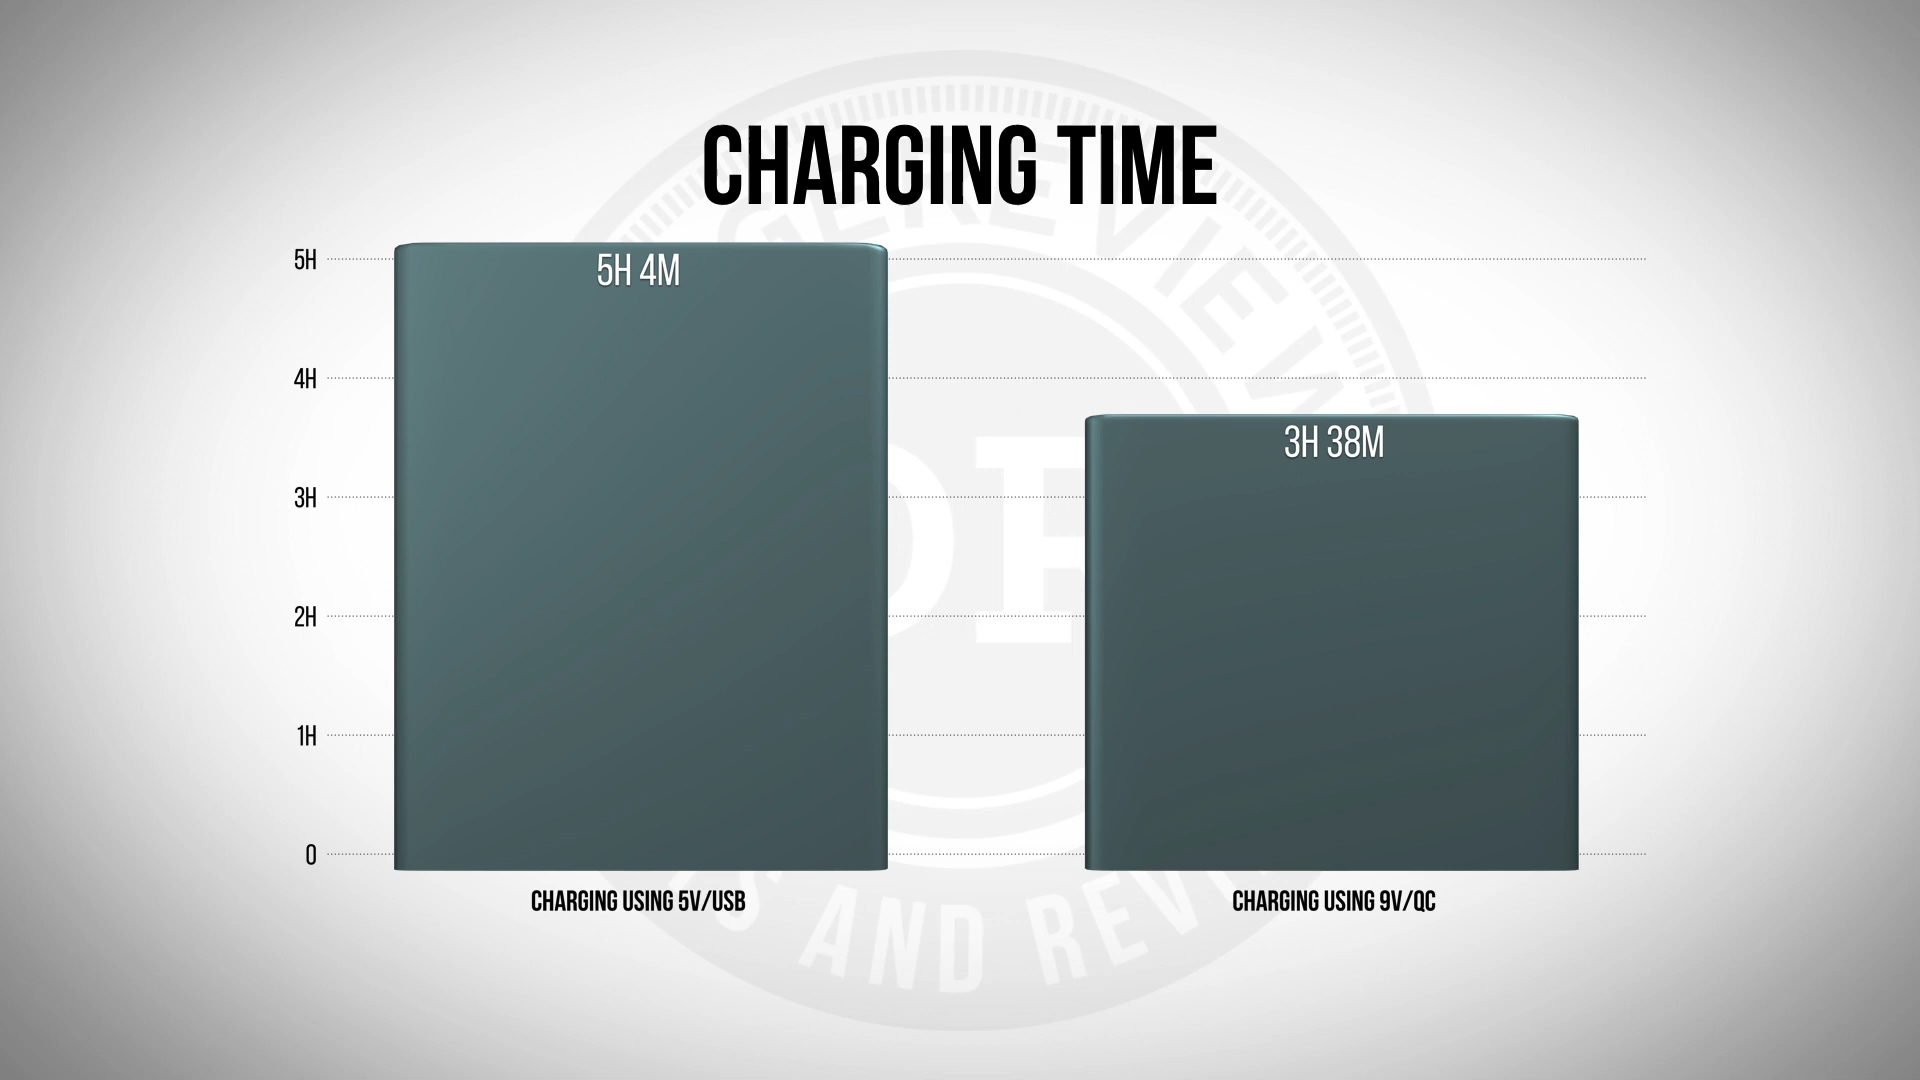 CHARGING TIME
5H
5H 4M
4H
3H 38M
3H
2H
1H
0
CHARGING USING 5V/USB
CHARGING USING 9V/QC
AND